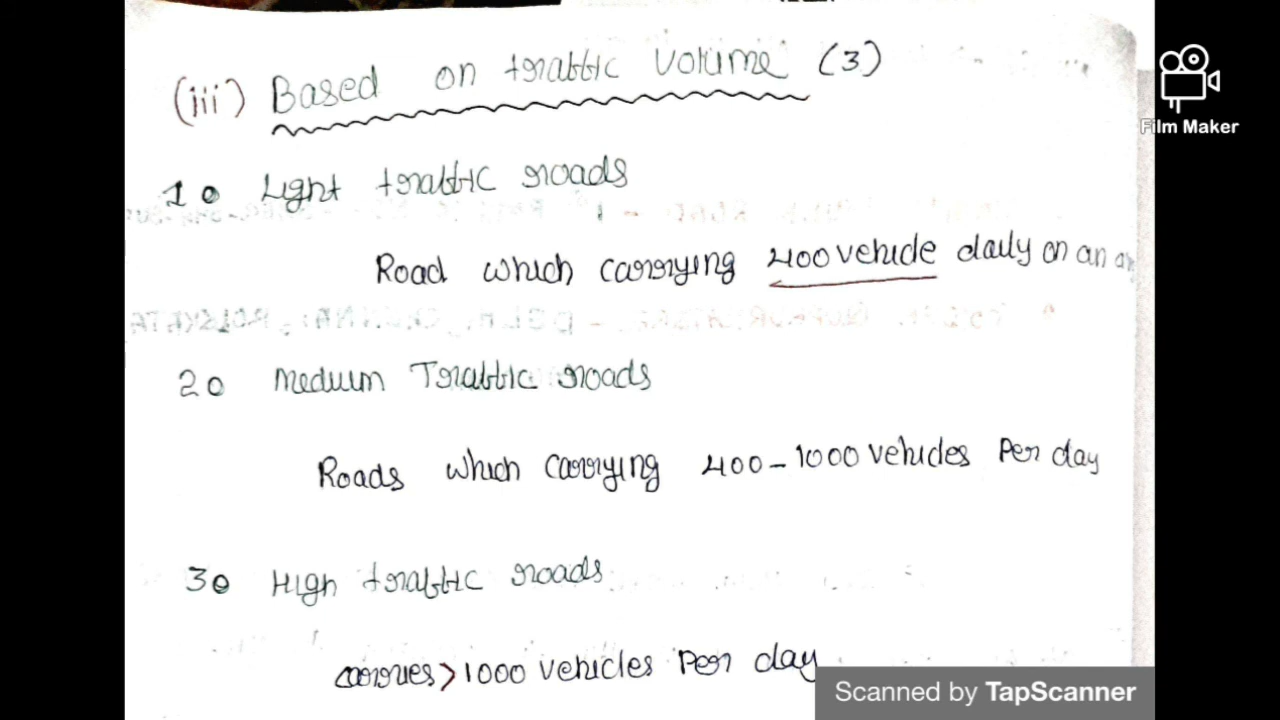 (iii) Based on traffic volume (3)
Film Maker
1. Light traffic roads
Road which carrying 400 vehicle daily on an
2. Medium Traffic roads
Roads which carrying 400-1000 vehicles per day
3. High traffic roads
carries > 1000 vehicles per day
Scanned by TapScanner